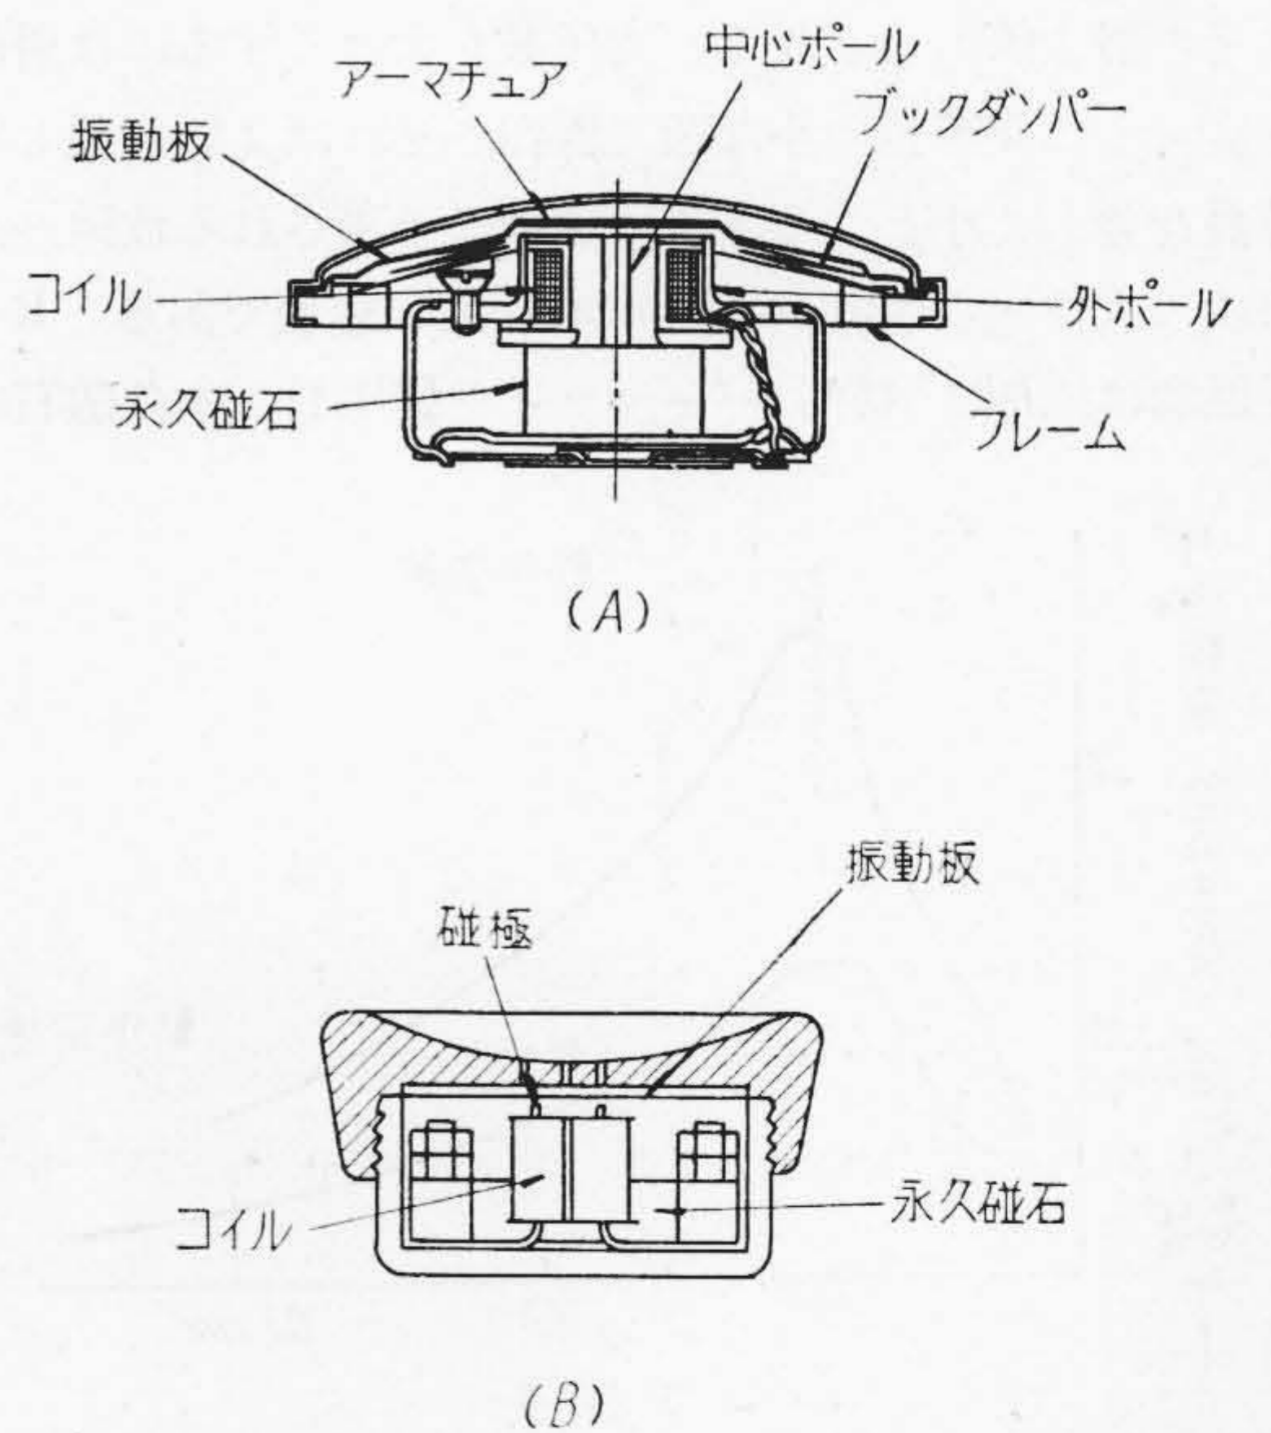 中心ポール
アーマチュア
ブックダンパー
振動板
コイル
外ポール
永久磁石
フレーム
(A)
振動板
磁極
永久磁石
コイル
(B)